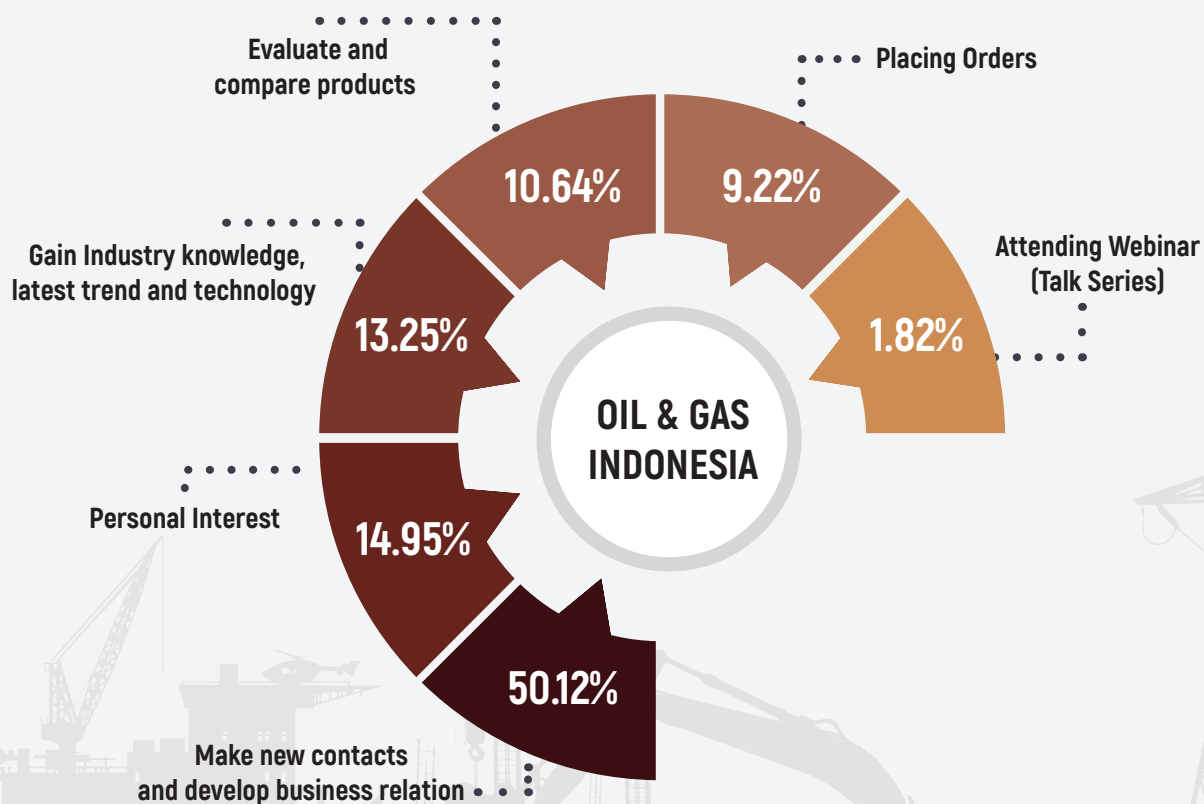 Evaluate and
compare products
Placing Orders
10.64%
9.22%
Gain Industry knowledge,
latest trend and technology
Attending Webinar
(Talk Series)
13.25%
1.82%
OIL & GAS
INDONESIA
Personal Interest
14.95%
50.12%
Make new contacts
and develop business relation